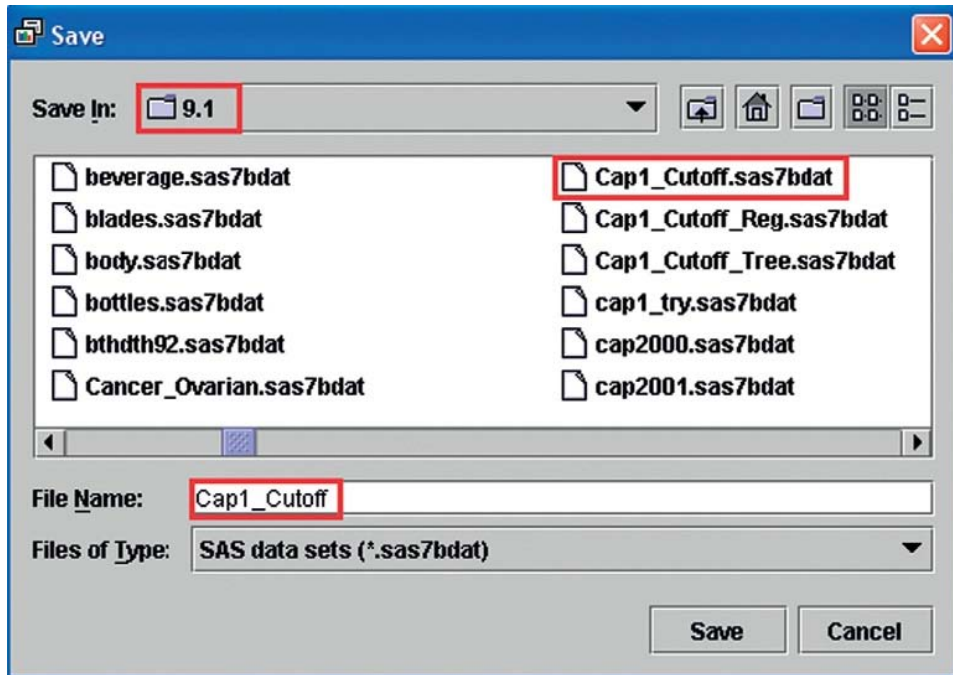 Save
Save In: 9.1
beverage.sas7bdat
blades.sas7bdat
body.sas7bdat
bottles.sas7bdat
bthdth92.sas7bdat
Cancer_Ovarian.sas7bdat
Cap1_Cutoff.sas7bdat
Cap1_Cutoff_Reg.sas7bdat
Cap1_Cutoff_Tree.sas7bdat
cap1_try.sas7bdat
cap2000.sas7bdat
cap2001.sas7bdat
File Name: Cap1_Cutoff
Files of Type: SAS data sets (*.sas7bdat)
Save Cancel